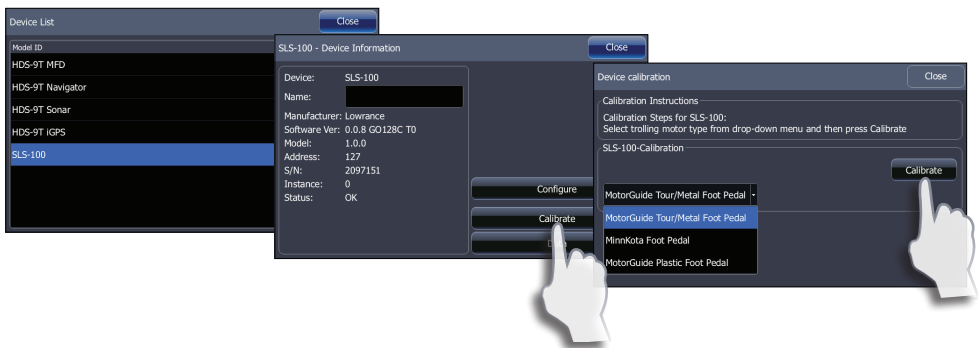 Device List
Close
Model ID
HDS-9T MFD
HDS-9T Navigator
HDS-9T Sonar
HDS-9T iGPS
SLS-100
SLS-100 - Device Information
Close
Device: SLS-100
Name:
Manufacturer: Lowrance
Software Ver: 0.0.8 GO128C T0
Model: 1.0.0
Address: 127
S/N: 2097151
Instance: 0
Status: OK
Configure
Calibrate
Device calibration
Close
Calibration Instructions
Calibration Steps for SLS-100:
Select trolling motor type from drop-down menu and then press Calibrate
SLS-100-Calibration
Calibrate
MotorGuide Tour/Metal Foot Pedal
MotorGuide Tour/Metal Foot Pedal
MinnKota Foot Pedal
MotorGuide Plastic Foot Pedal